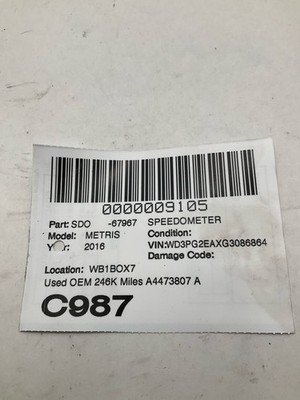 0000009105
Part: SDO -67967 SPEEDOMETER
Model: METRIS Condition:
Year: 2016 VIN:WD3PG2EAXG3086864
Damage Code:
Location: WB1BOX7
Used OEM 246K Miles A4473807 A
C987